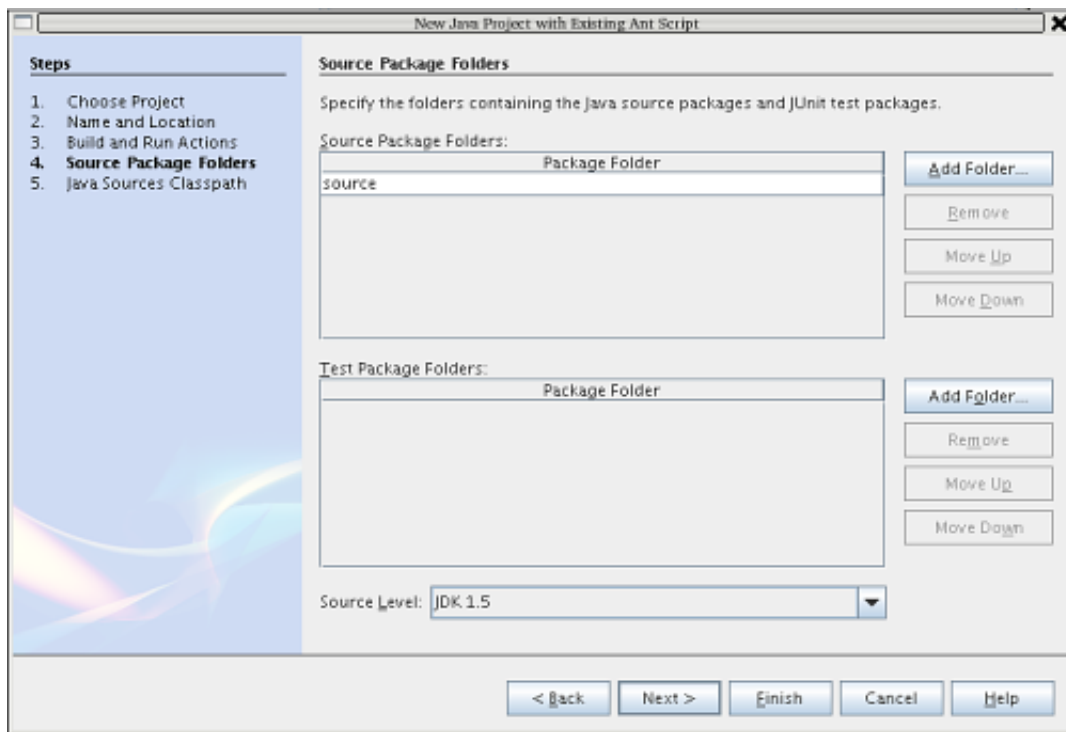 New Java Project with Existing Ant Script
Steps
1. Choose Project
2. Name and Location
3. Build and Run Actions
4. Source Package Folders
5. Java Sources Classpath
Source Package Folders
Specify the folders containing the Java source packages and JUnit test packages.
Source Package Folders:
Package Folder
source
Add Folder...
Remove
Move Up
Move Down
Test Package Folders:
Package Folder
Add Folder...
Remove
Move Up
Move Down
Source Level: JDK 1.5
< Back Next > Finish Cancel Help